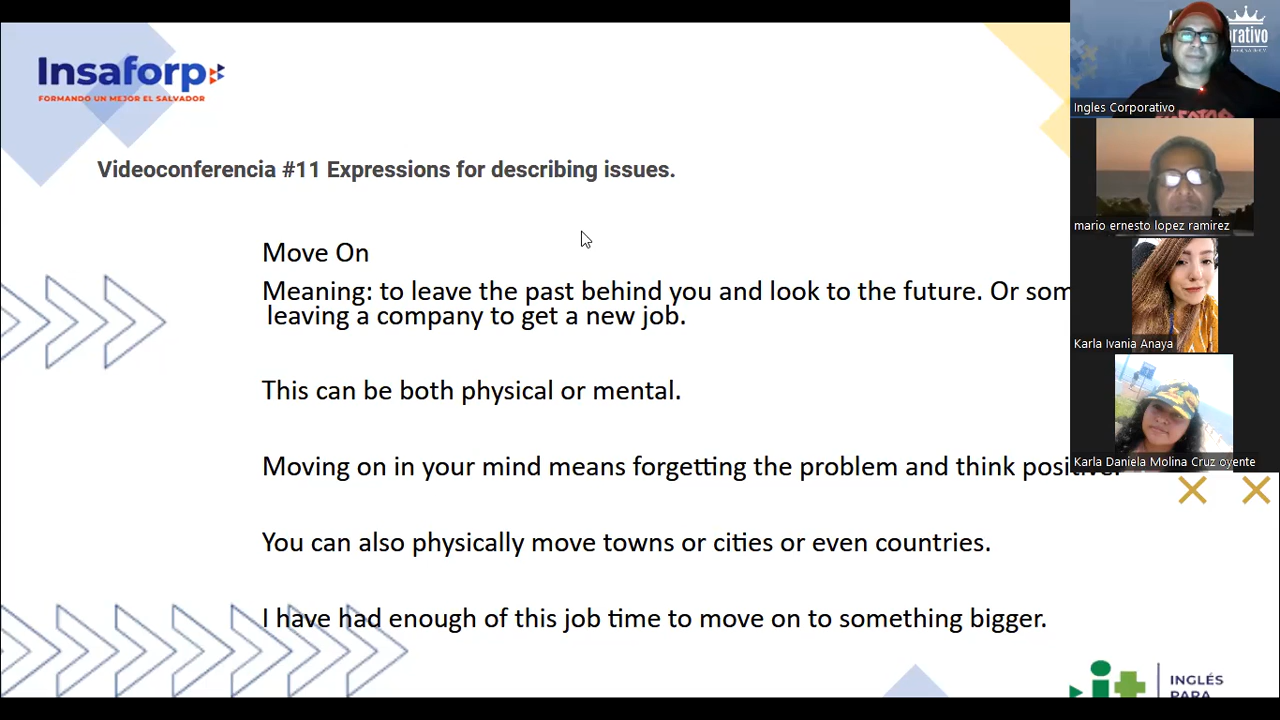 Insaforp
FORMANDO UN MEJOR EL SALVADOR
Videoconferencia #11 Expressions for describing issues.
Move On
Meaning: to leave the past behind you and look to the future. Or som
leaving a company to get a new job.
This can be both physical or mental.
Moving on in your mind means forgetting the problem and think positive.
You can also physically move towns or cities or even countries.
I have had enough of this job time to move on to something bigger.
rativo
Ingles Corporativo
mario ernesto lopez ramirez
Karla Ivania Anaya
Karla Daniela Molina Cruz oyente
INGLÉS
PARA